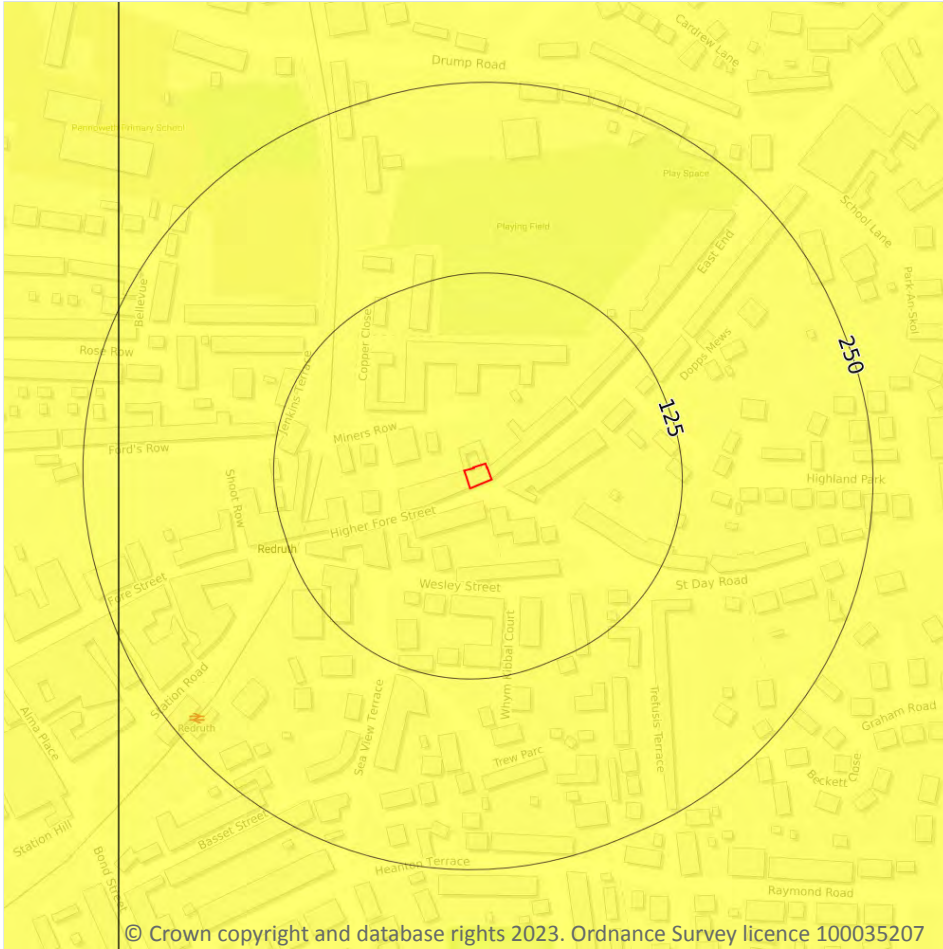 Cardrew Lane
Drump Road
Pennoweth Primary School
Play Space
School Lane
Playing Field
East End
Park-An-Skol
Bellevue
Copper Close
Dopps Mews
250
Rose Row
Jenkins Terrace
125
Miners Row
Ford's Row
Shoot Row
Highland Park
Higher Fore Street
Redruth
Fore Street
Wesley Street
St Day Road
Whym Kibbal Court
Station Road
Sea View Terrace
Trefusis Terrace
Alma Place
Redruth
Graham Road
Trew Parc
Beckett Close
Station Hill
Basset Street
Bond Street
Heanton Terrace
Raymond Road
© Crown copyright and database rights 2023. Ordnance Survey licence 100035207